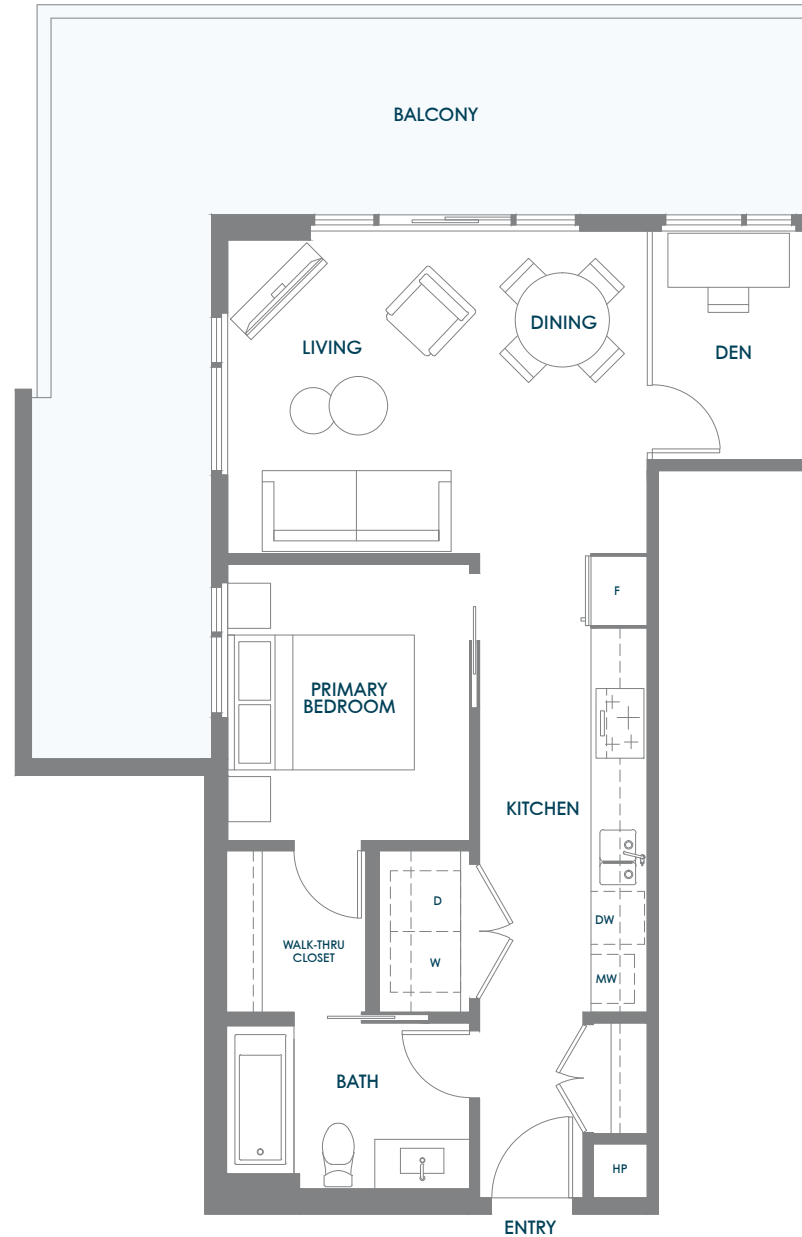 BALCONY
DINING
LIVING
DEN
F
PRIMARY
BEDROOM
KITCHEN
D
DW
WALK-THRU
CLOSET
W
MW
BATH
HP
ENTRY